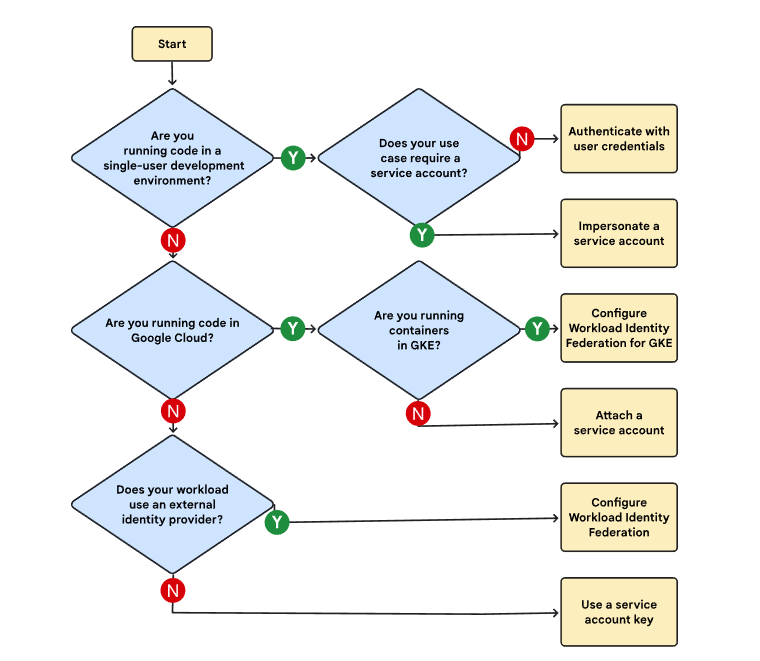 Start
Are you
running code in a
single-user development
environment?
Y
Does your use
case require a
service account?
N
Authenticate with
user credentials
Y
Impersonate a
service account
N
Are you running code in
Google Cloud?
Y
Are you running
containers
in GKE?
Y
Configure
Workload Identity
Federation for GKE
N
Attach a
service account
N
Does your workload
use an external
identity provider?
Y
Configure
Workload Identity
Federation
N
Use a service
account key